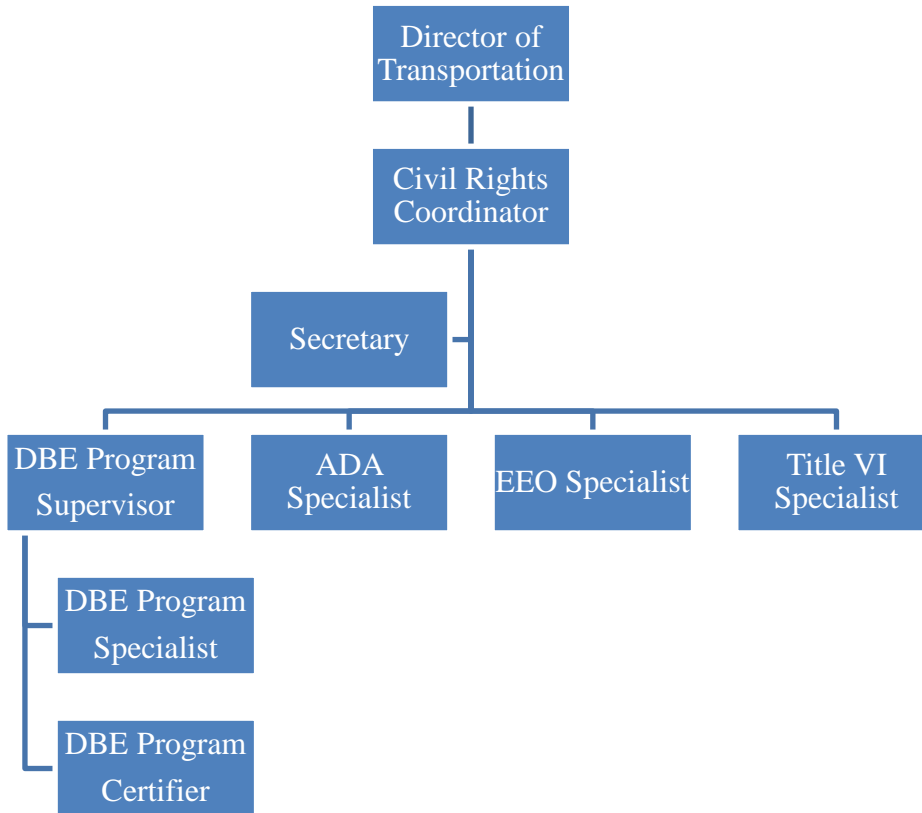 Director of
Transportation
Civil Rights
Coordinator
Secretary
DBE Program
Supervisor
ADA
Specialist
EEO Specialist
Title VI
Specialist
DBE Program
Specialist
DBE Program
Certifier